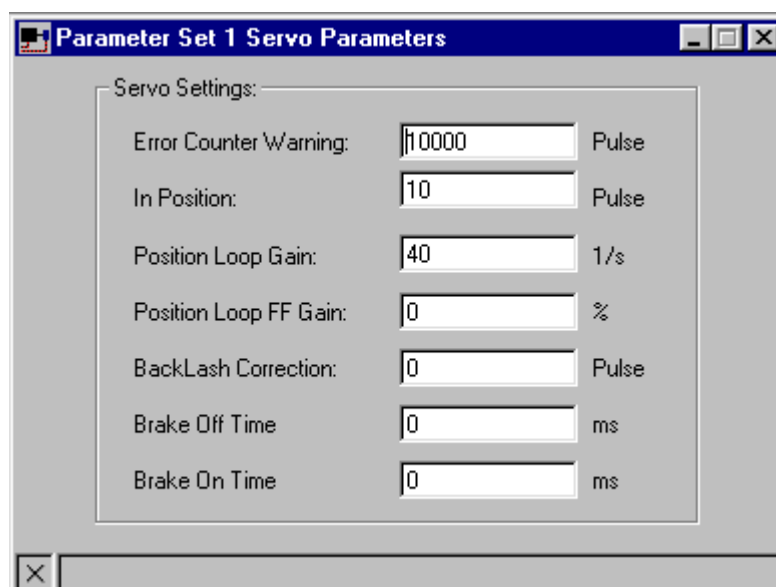 Parameter Set 1 Servo Parameters
Servo Settings:
Error Counter Warning: 10000 Pulse
In Position: 10 Pulse
Position Loop Gain: 40 1/s
Position Loop FF Gain: 0 %
BackLash Correction: 0 Pulse
Brake Off Time 0 ms
Brake On Time 0 ms